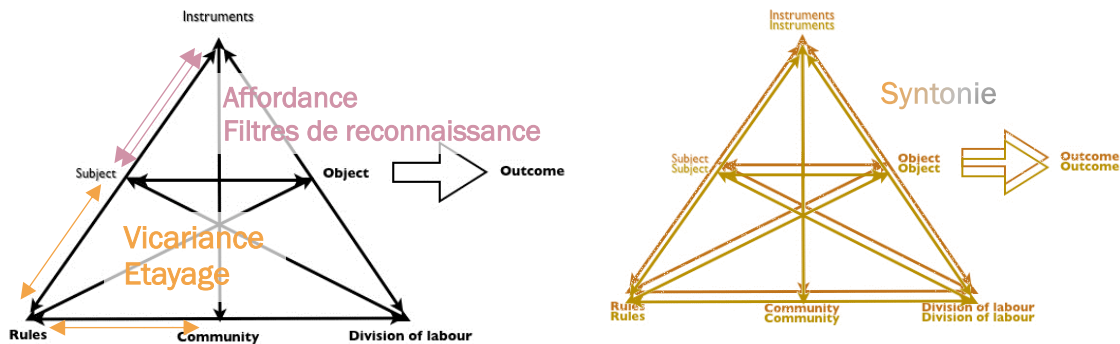 Instruments
Affordance
Filtres de reconnaissance
Subject
Object
Outcome
Vicariance
Etayage
Rules
Community
Division of labour
Instruments
Instruments
Syntonie
Subject
Subject
Object
Object
Outcome
Outcome
Rules
Rules
Community
Community
Division of labour
Division of labour